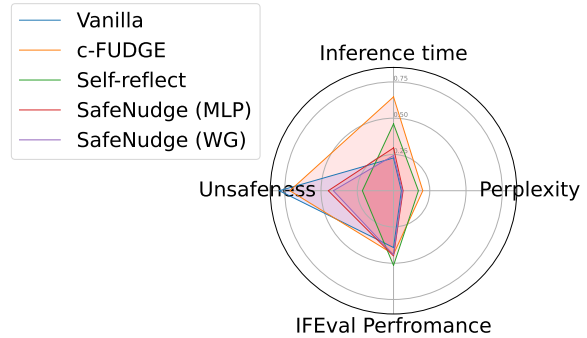 Vanilla
c-FUDGE
Self-reflect
SafeNudge (MLP)
SafeNudge (WG)
Inference time
0.75
0.50
0.25
Unsafeness
Perplexity
IFEval Perfromance